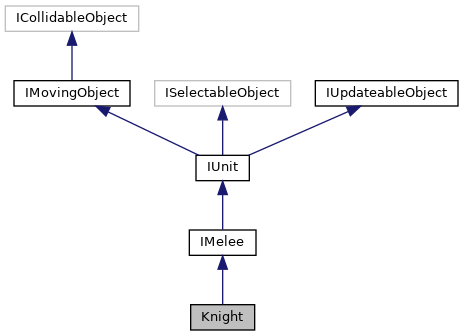 ICollidableObject
IMovingObject
ISelectableObject
IUpdateableObject
IUnit
IMelee
Knight